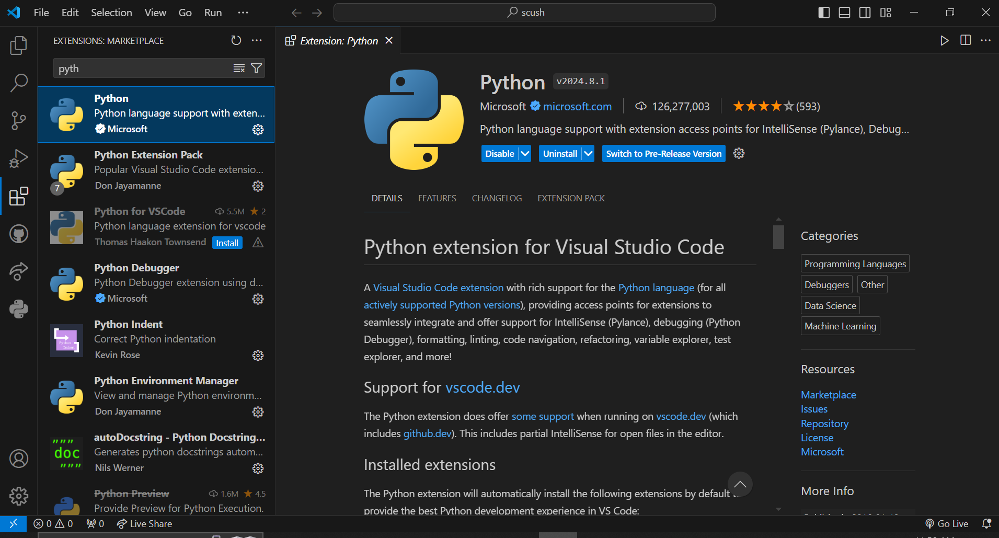 File Edit Selection View Go Run ···
scush
EXTENSIONS: MARKETPLACE
pyth
Python
Python language support with exten...
Microsoft
Python Extension Pack
Popular Visual Studio Code extensio...
7
Don Jayamanne
Python for VSCode 5.5M 2
Python language extension for vscode
Thomas Haakon Townsend Install
Python Debugger
Python Debugger extension using d...
Microsoft
Python Indent
Correct Python indentation
Python
Indent
Kevin Rose
Python Environment Manager
View and manage Python environm...
Don Jayamanne
autoDocstring - Python Docstring...
"""
doc
"""
Generates python docstrings autom...
Nils Werner
Python Preview 1.6M 4.5
Provide Preview for Python Execution.
Extension: Python
Python v2024.8.1
Microsoft microsoft.com 126,277,003 (593)
Python language support with extension access points for IntelliSense (Pylance), Debug...
Disable Uninstall Switch to Pre-Release Version
DETAILS FEATURES CHANGELOG EXTENSION PACK
Python extension for Visual Studio Code
A Visual Studio Code extension with rich support for the Python language (for all
actively supported Python versions), providing access points for extensions to
seamlessly integrate and offer support for IntelliSense (Pylance), debugging (Python
Debugger), formatting, linting, code navigation, refactoring, variable explorer, test
explorer, and more!
Support for vscode.dev
The Python extension does offer some support when running on vscode.dev (which
includes github.dev). This includes partial IntelliSense for open files in the editor.
Installed extensions
The Python extension will automatically install the following extensions by default
provide the best Python development experience in VS Code:
Categories
Programming Languages
Debuggers Other
Data Science
Machine Learning
Resources
Marketplace
Issues
Repository
License
Microsoft
More Info
0 0 0 Live Share
Go Live